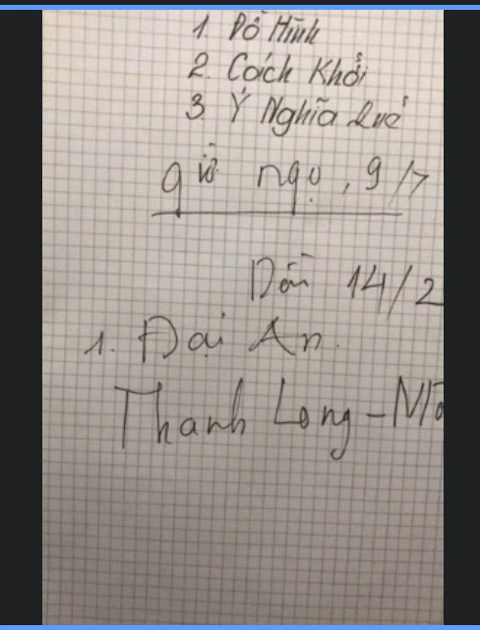 1. Đồ Hình
2. Cách Khởi
3 Ý Nghĩa Quẻ
giờ ngọ, 9/7
14/2
1. Đại An.
Thanh Long - Mộ